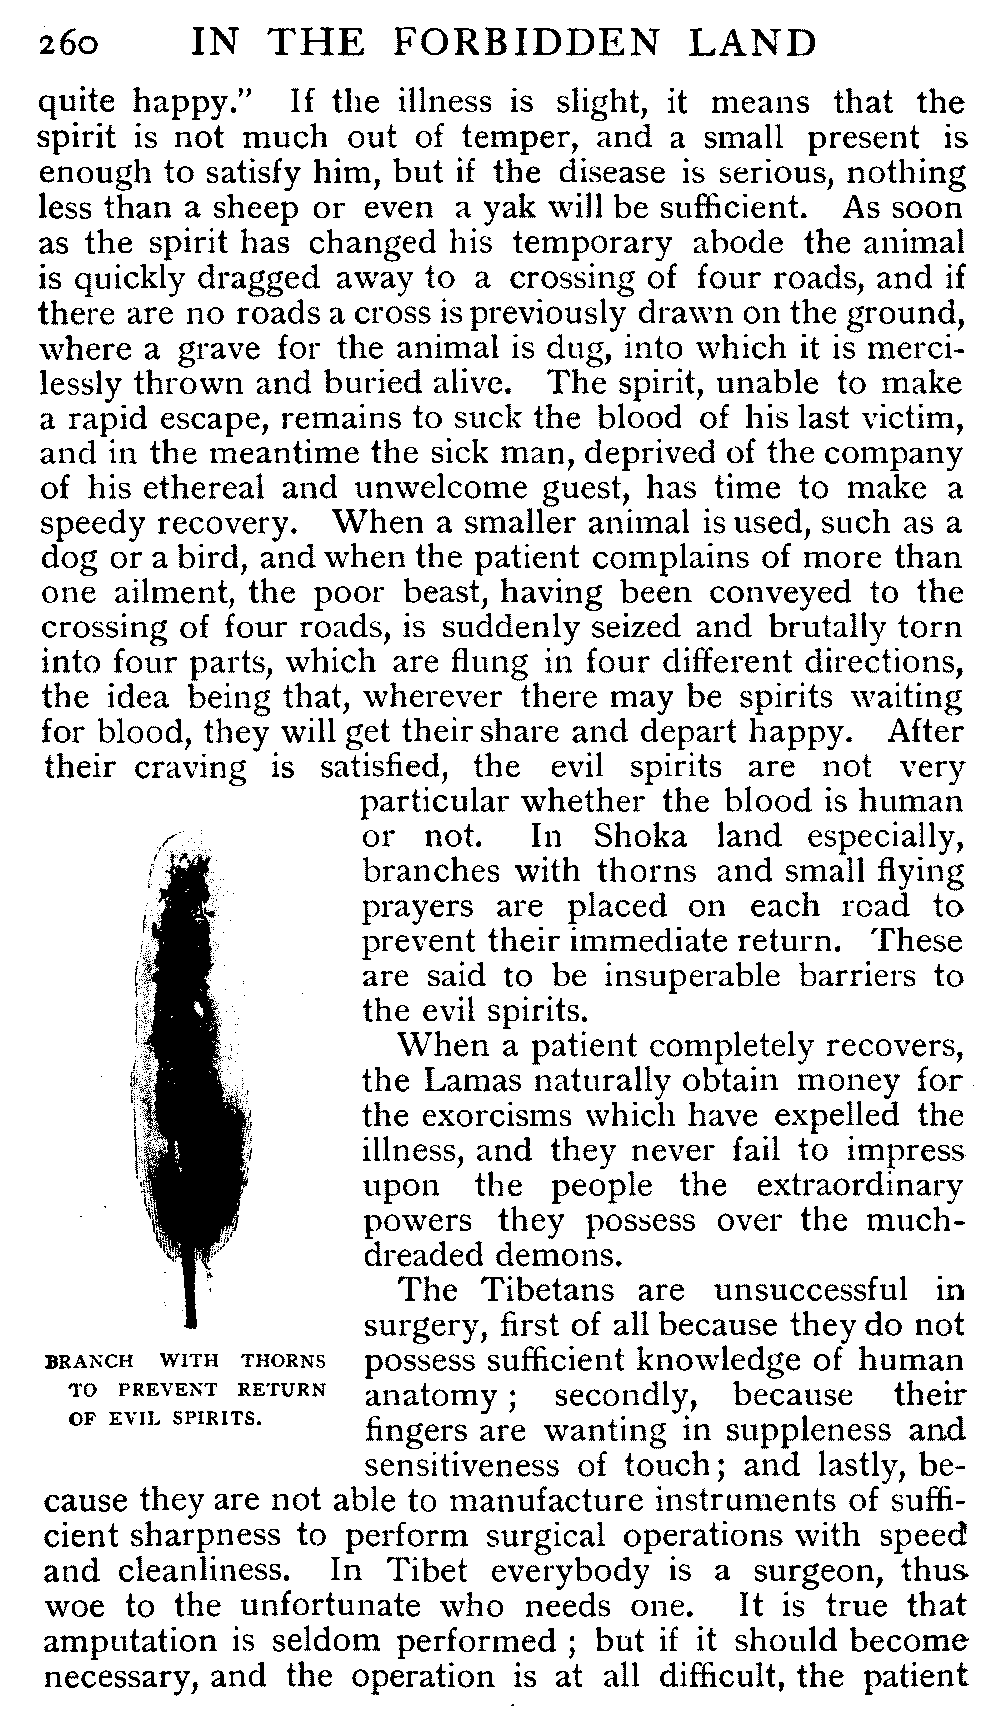 260 IN THE FORBIDDEN LAND
quite happy.” If the illness is slight, it means that the
spirit is not much out of temper, and a small present is
enough to satisfy him, but if the disease is serious, nothing
less than a sheep or even a yak will be sufficient. As soon
as the spirit has changed his temporary abode the animal
is quickly dragged away to a crossing of four roads, and if
there are no roads a cross is previously drawn on the ground,
where a grave for the animal is dug, into which it is merci-
lessly thrown and buried alive. The spirit, unable to make
a rapid escape, remains to suck the blood of his last victim,
and in the meantime the sick man, deprived of the company
of his ethereal and unwelcome guest, has time to make a
speedy recovery. When a smaller animal is used, such as a
dog or a bird, and when the patient complains of more than
one ailment, the poor beast, having been conveyed to the
crossing of four roads, is suddenly seized and brutally torn
into four parts, which are flung in four different directions,
the idea being that, wherever there may be spirits waiting
for blood, they will get their share and depart happy. After
their craving is satisfied, the evil spirits are not very
particular whether the blood is human
or not. In Shoka land especially,
branches with thorns and small flying
prayers are placed on each road to
prevent their immediate return. These
are said to be insuperable barriers to
the evil spirits.
When a patient completely recovers,
the Lamas naturally obtain money for
the exorcisms which have expelled the
illness, and they never fail to impress
upon the people the extraordinary
powers they possess over the much-
dreaded demons.
The Tibetans are unsuccessful in
surgery, first of all because they do not
possess sufficient knowledge of human
anatomy ; secondly, because their
fingers are wanting in suppleness and
sensitiveness of touch; and lastly, be-
cause they are not able to manufacture instruments of suffi-
cient sharpness to perform surgical operations with speed
and cleanliness. In Tibet everybody is a surgeon, thus
woe to the unfortunate who needs one. It is true that
amputation is seldom performed ; but if it should become
necessary, and the operation is at all difficult, the patient
BRANCH WITH THORNS
TO PREVENT RETURN
OF EVIL SPIRITS.